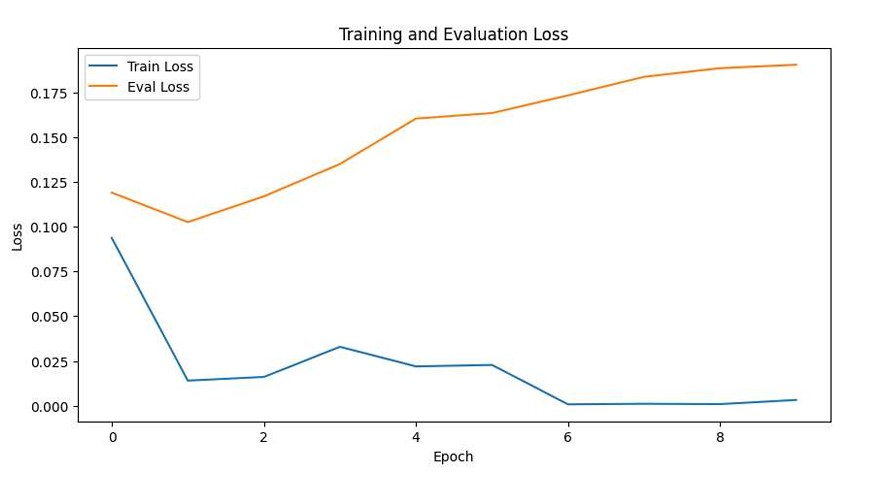 Training and Evaluation Loss
Train Loss
Eval Loss
0.175
0.150
0.125
0.100
0.075
0.050
0.025
0.000
Loss
0 2 4 6 8
Epoch